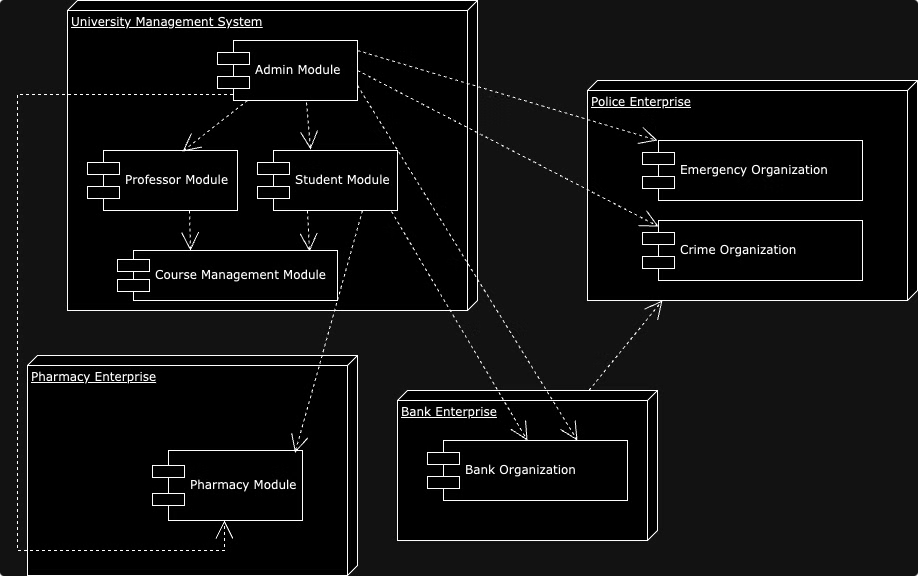 University Management System
Admin Module
Professor Module
Student Module
Course Management Module
Police Enterprise
Emergency Organization
Crime Organization
Pharmacy Enterprise
Pharmacy Module
Bank Enterprise
Bank Organization